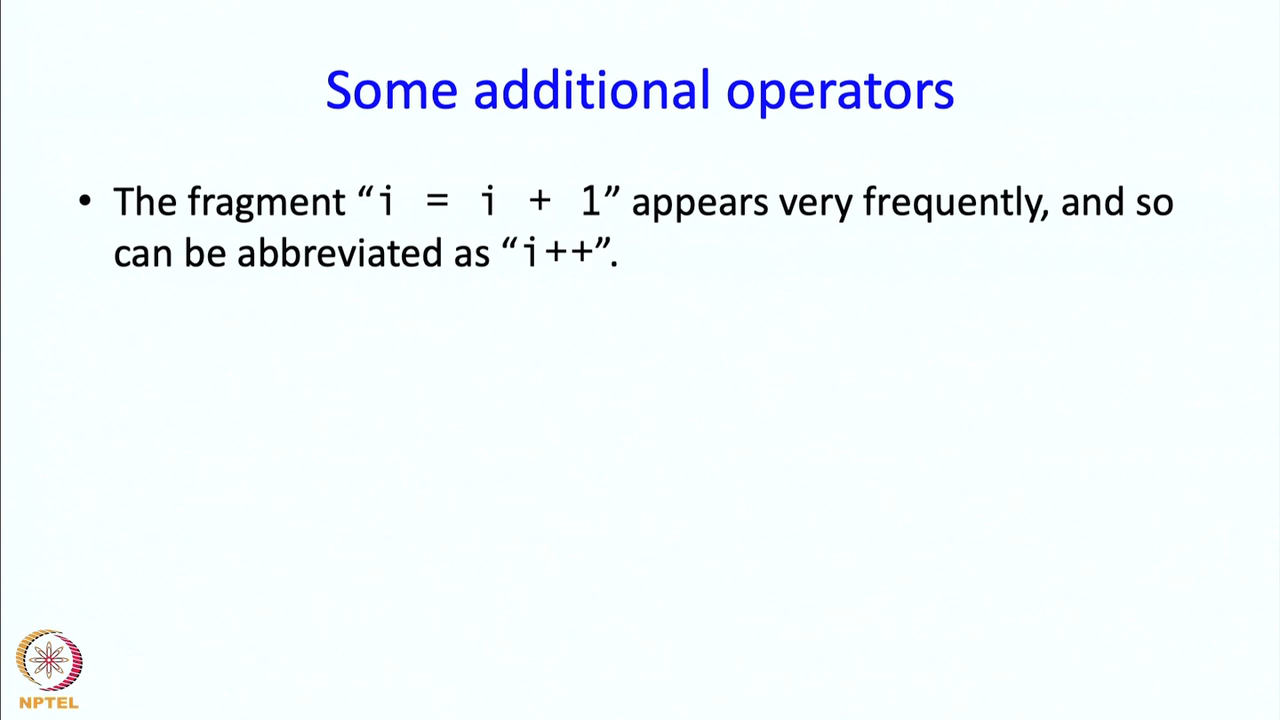 Some additional operators
• The fragment “i = i + 1” appears very frequently, and so
can be abbreviated as “i++”.
NPTEL